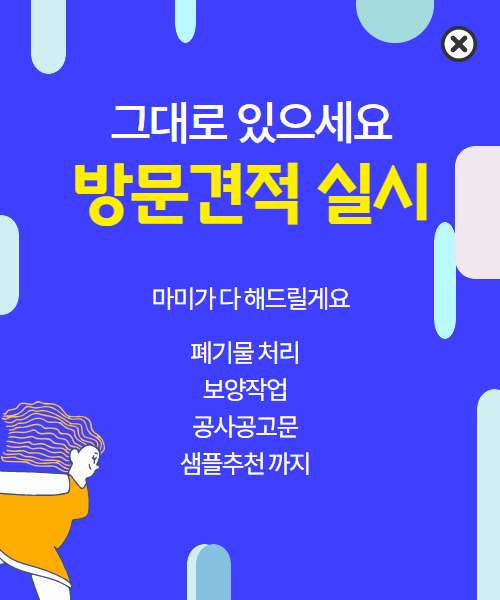 그대로 있으세요
방문견적 실시
마미가 다 해드릴게요
폐기물 처리
보양작업
공사공고문
샘플추천 까지